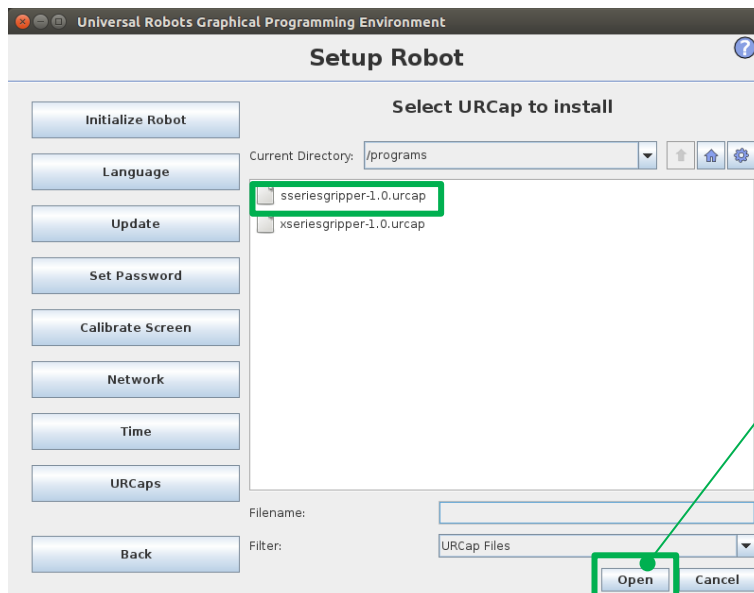 Universal Robots Graphical Programming Environment
Setup Robot
?
Select URCap to install
Initialize Robot
Language
Update
Set Password
Calibrate Screen
Network
Time
URCaps
Back
Current Directory: /programs
sseriesgripper-1.0.urcap
xseriesgripper-1.0.urcap
Filename:
Filter: URCap Files
Open Cancel